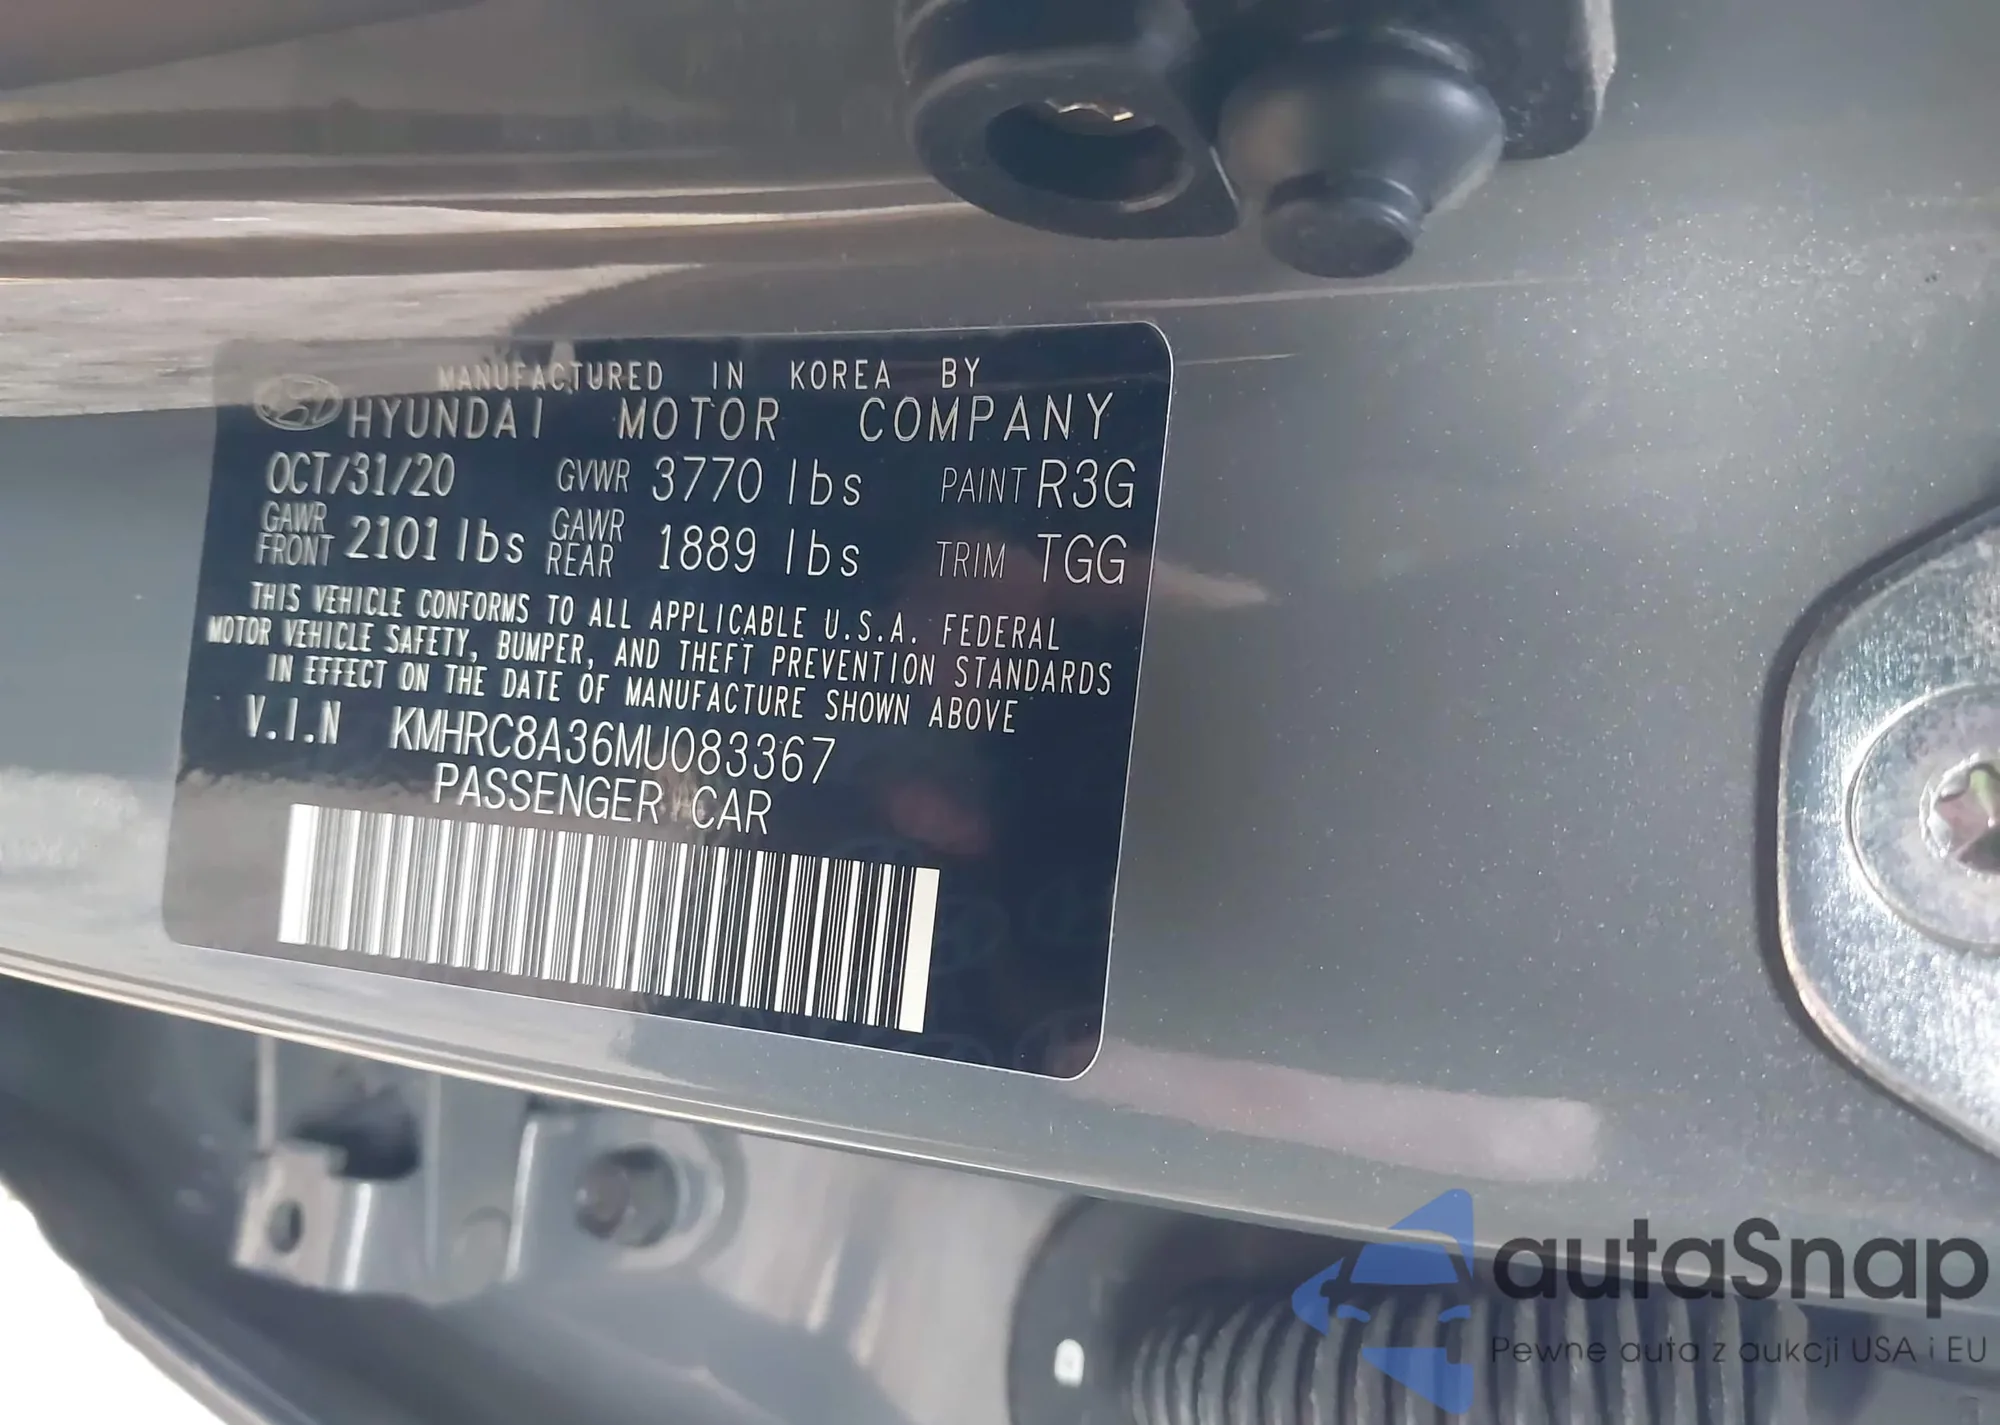 MANUFACTURED IN KOREA BY
HYUNDAI MOTOR COMPANY
OCT/31/20 GVWR 3770 lbs PAINT R3G
GAWR FRONT 2101 lbs GAWR REAR 1889 lbs TRIM TGG
THIS VEHICLE CONFORMS TO ALL APPLICABLE U.S.A. FEDERAL
MOTOR VEHICLE SAFETY, BUMPER, AND THEFT PREVENTION STANDARDS
IN EFFECT ON THE DATE OF MANUFACTURE SHOWN ABOVE
V.I.N KMHRC8A36MU083367
PASSENGER CAR
autaSnap
Pewne auta z aukcji USA i EU